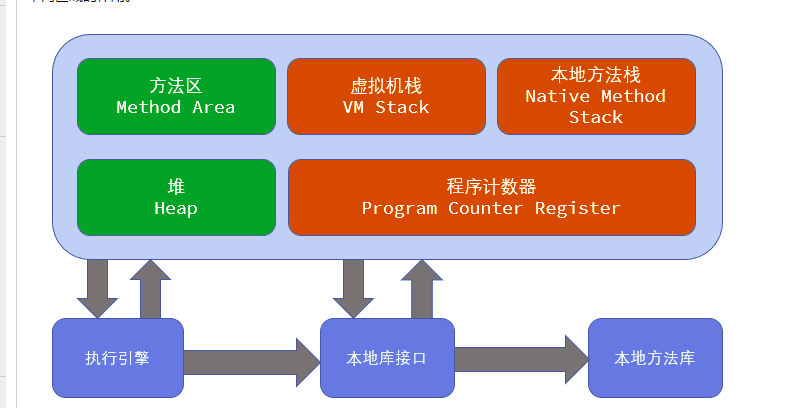 方法区
Method Area
虚拟机栈
VM Stack
本地方法栈
Native Method
Stack
堆
Heap
程序计数器
Program Counter Register
执行引擎
本地库接口
本地方法库